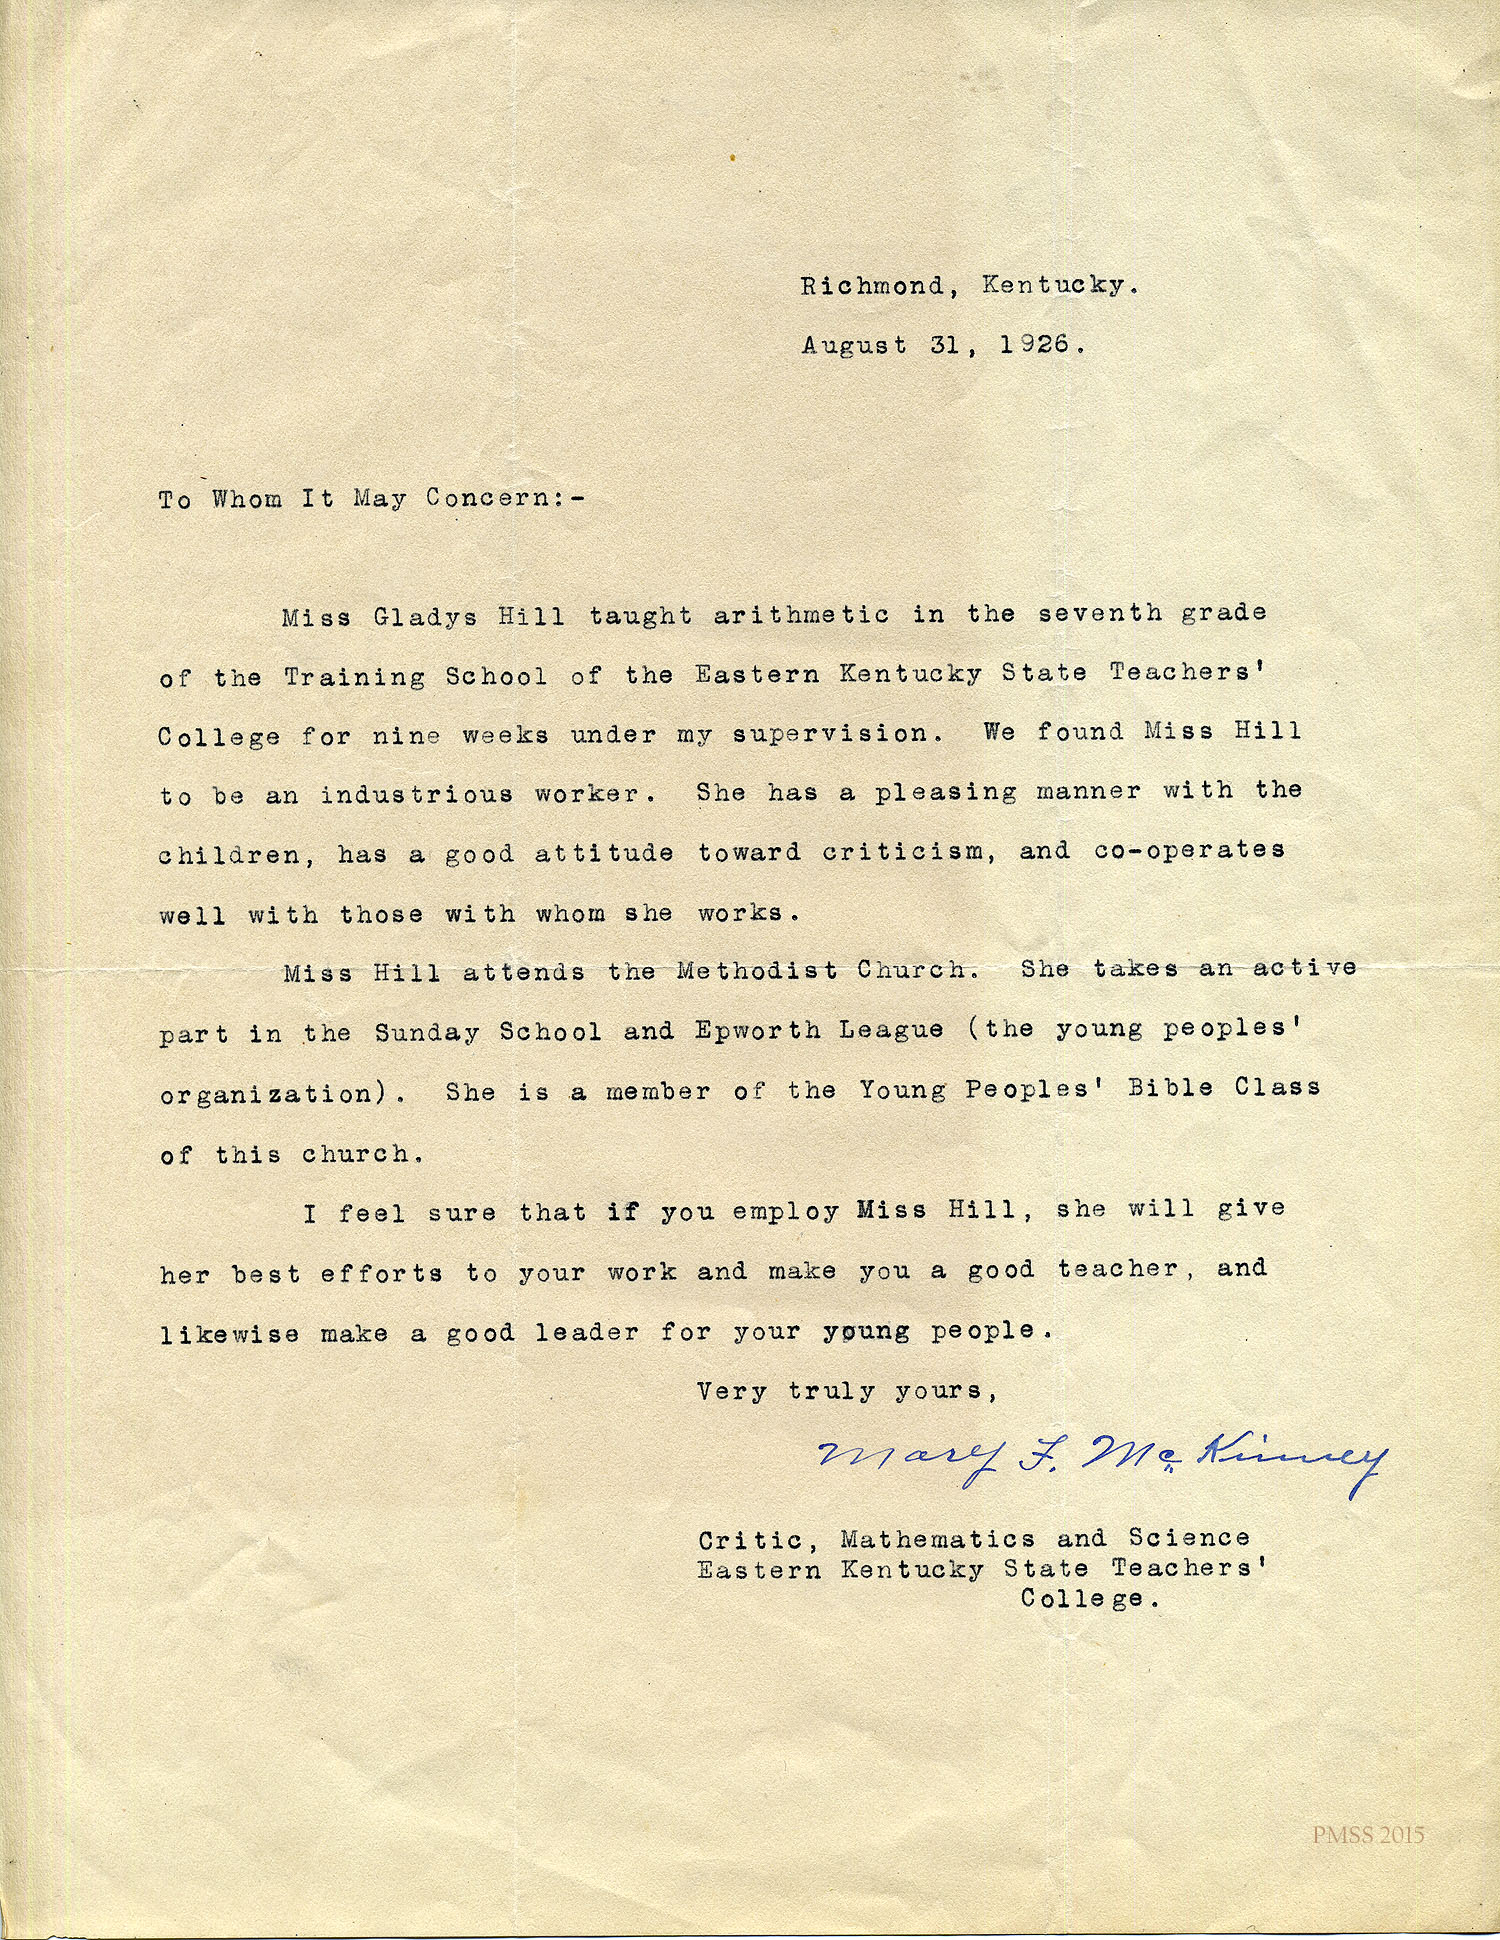 Richmond, Kentucky.
August 31, 1926.
To Whom It May Concern:-
Miss Gladys Hill taught arithmetic in the seventh grade
of the Training School of the Eastern Kentucky State Teachers'
College for nine weeks under my supervision. We found Miss Hill
to be an industrious worker. She has a pleasing manner with the
children, has a good attitude toward criticism, and co-operates
well with those with whom she works.
Miss Hill attends the Methodist Church. She takes an active
part in the Sunday School and Epworth League (the young peoples'
organization). She is a member of the Young Peoples' Bible Class
of this church.
I feel sure that if you employ Miss Hill, she will give
her best efforts to your work and make you a good teacher, and
likewise make a good leader for your young people.
Very truly yours,
Mary F. McKinney
Critic, Mathematics and Science
Eastern Kentucky State Teachers'
College.
PMSS 2015